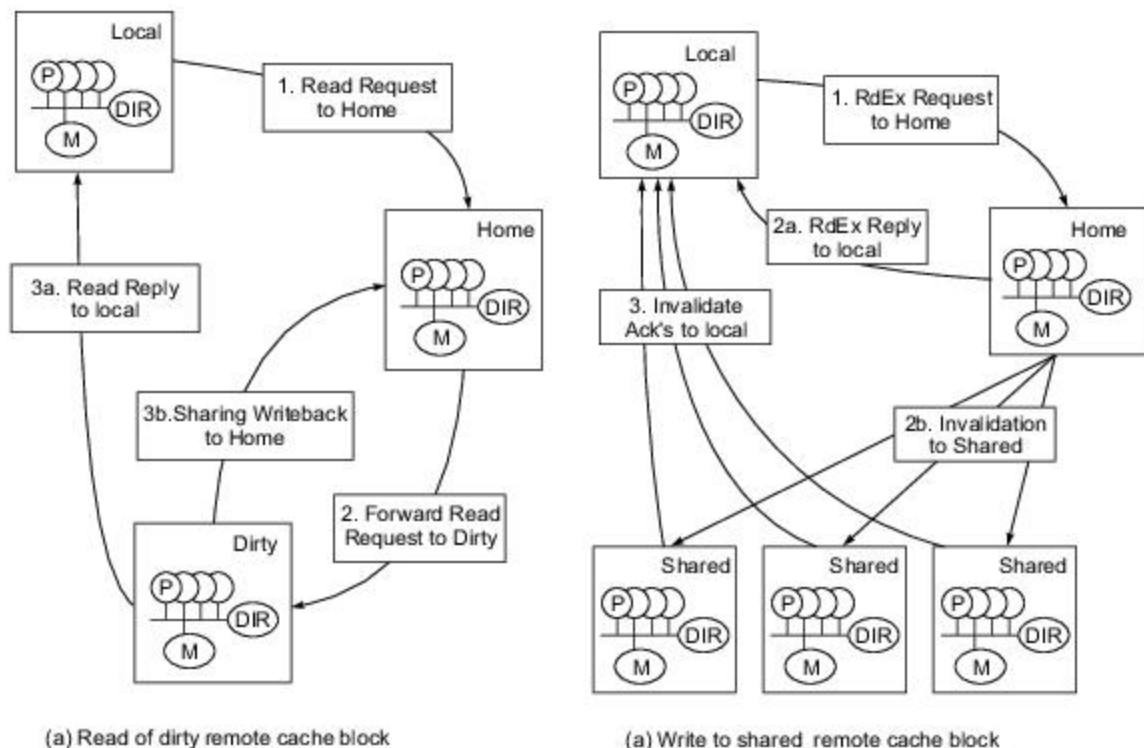 Local
P
DIR
M
1. Read Request
to Home
Home
P
DIR
M
3a. Read Reply
to local
3b.Sharing Writeback
to Home
2. Forward Read
Request to Dirty
Dirty
P
DIR
M
(a) Read of dirty remote cache block
Local
P
DIR
M
1. RdEx Request
to Home
2a. RdEx Reply
to local
Home
P
DIR
M
3. Invalidate
Ack's to local
2b. Invalidation
to Shared
Shared
P
DIR
M
Shared
P
DIR
M
Shared
P
DIR
M
(a) Write to shared remote cache block